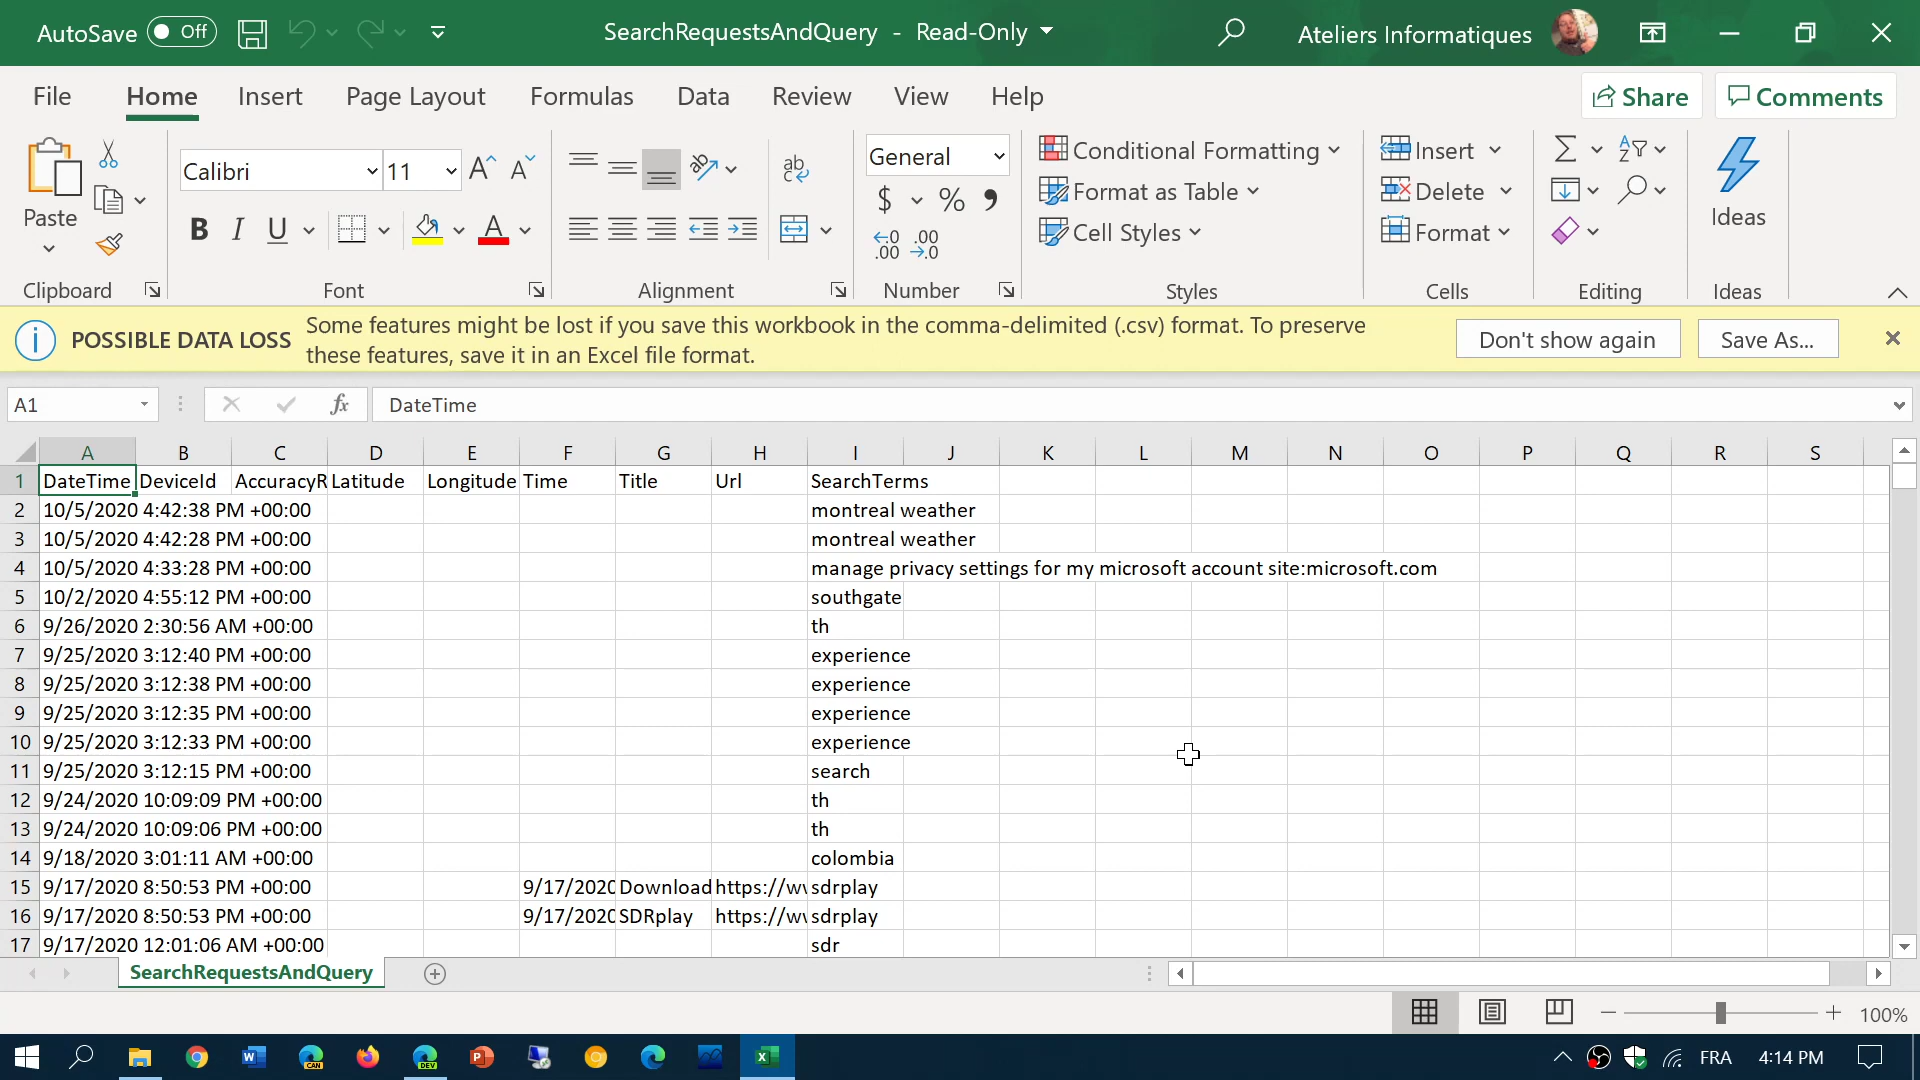 AutoSave Off SearchRequestsAndQuery - Read-Only Ateliers Informatiques
File Home Insert Page Layout Formulas Data Review View Help Share Comments
Paste Calibri 11 General Conditional Formatting Insert
$ % Format as Table Delete Ideas
B I U A Cell Styles Format
Clipboard Font Alignment Number Styles Cells Editing Ideas
POSSIBLE DATA LOSS Some features might be lost if you save this workbook in the comma-delimited (.csv) format. To preserve
these features, save it in an Excel file format. Don't show again Save As...
A1 fx DateTime
A B C D E F G H I J K L M N O P Q R S
1 DateTime DeviceId AccuracyR Latitude Longitude Time Title Url SearchTerms
2 10/5/2020 4:42:38 PM +00:00 montreal weather
3 10/5/2020 4:42:28 PM +00:00 montreal weather
4 10/5/2020 4:33:28 PM +00:00 manage privacy settings for my microsoft account site:microsoft.com
5 10/2/2020 4:55:12 PM +00:00 southgate
6 9/26/2020 2:30:56 AM +00:00 th
7 9/25/2020 3:12:40 PM +00:00 experience
8 9/25/2020 3:12:38 PM +00:00 experience
9 9/25/2020 3:12:35 PM +00:00 experience
10 9/25/2020 3:12:33 PM +00:00 experience
11 9/25/2020 3:12:15 PM +00:00 search
12 9/24/2020 10:09:09 PM +00:00 th
13 9/24/2020 10:09:06 PM +00:00 th
14 9/18/2020 3:01:11 AM +00:00 colombia
15 9/17/2020 8:50:53 PM +00:00 9/17/2020 Download https://w sdrplay
16 9/17/2020 8:50:53 PM +00:00 9/17/2020 SDRplay https://w sdrplay
17 9/17/2020 12:01:06 AM +00:00 sdr
SearchRequestsAndQuery
100%
FRA 4:14 PM